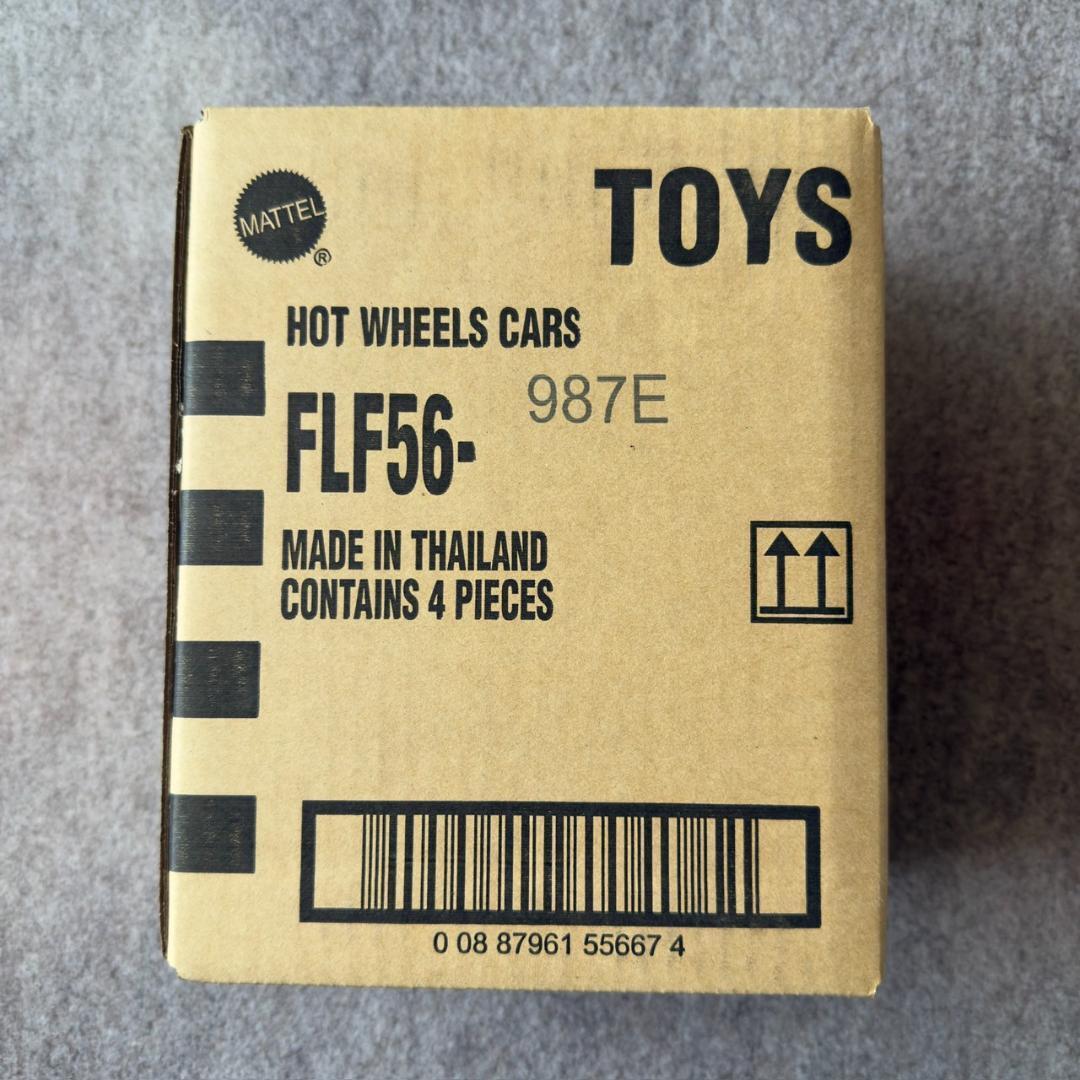 MATTEL
®
TOYS
HOT WHEELS CARS
987E
FLF56-
MADE IN THAILAND
CONTAINS 4 PIECES
0 08 87961 55667 4